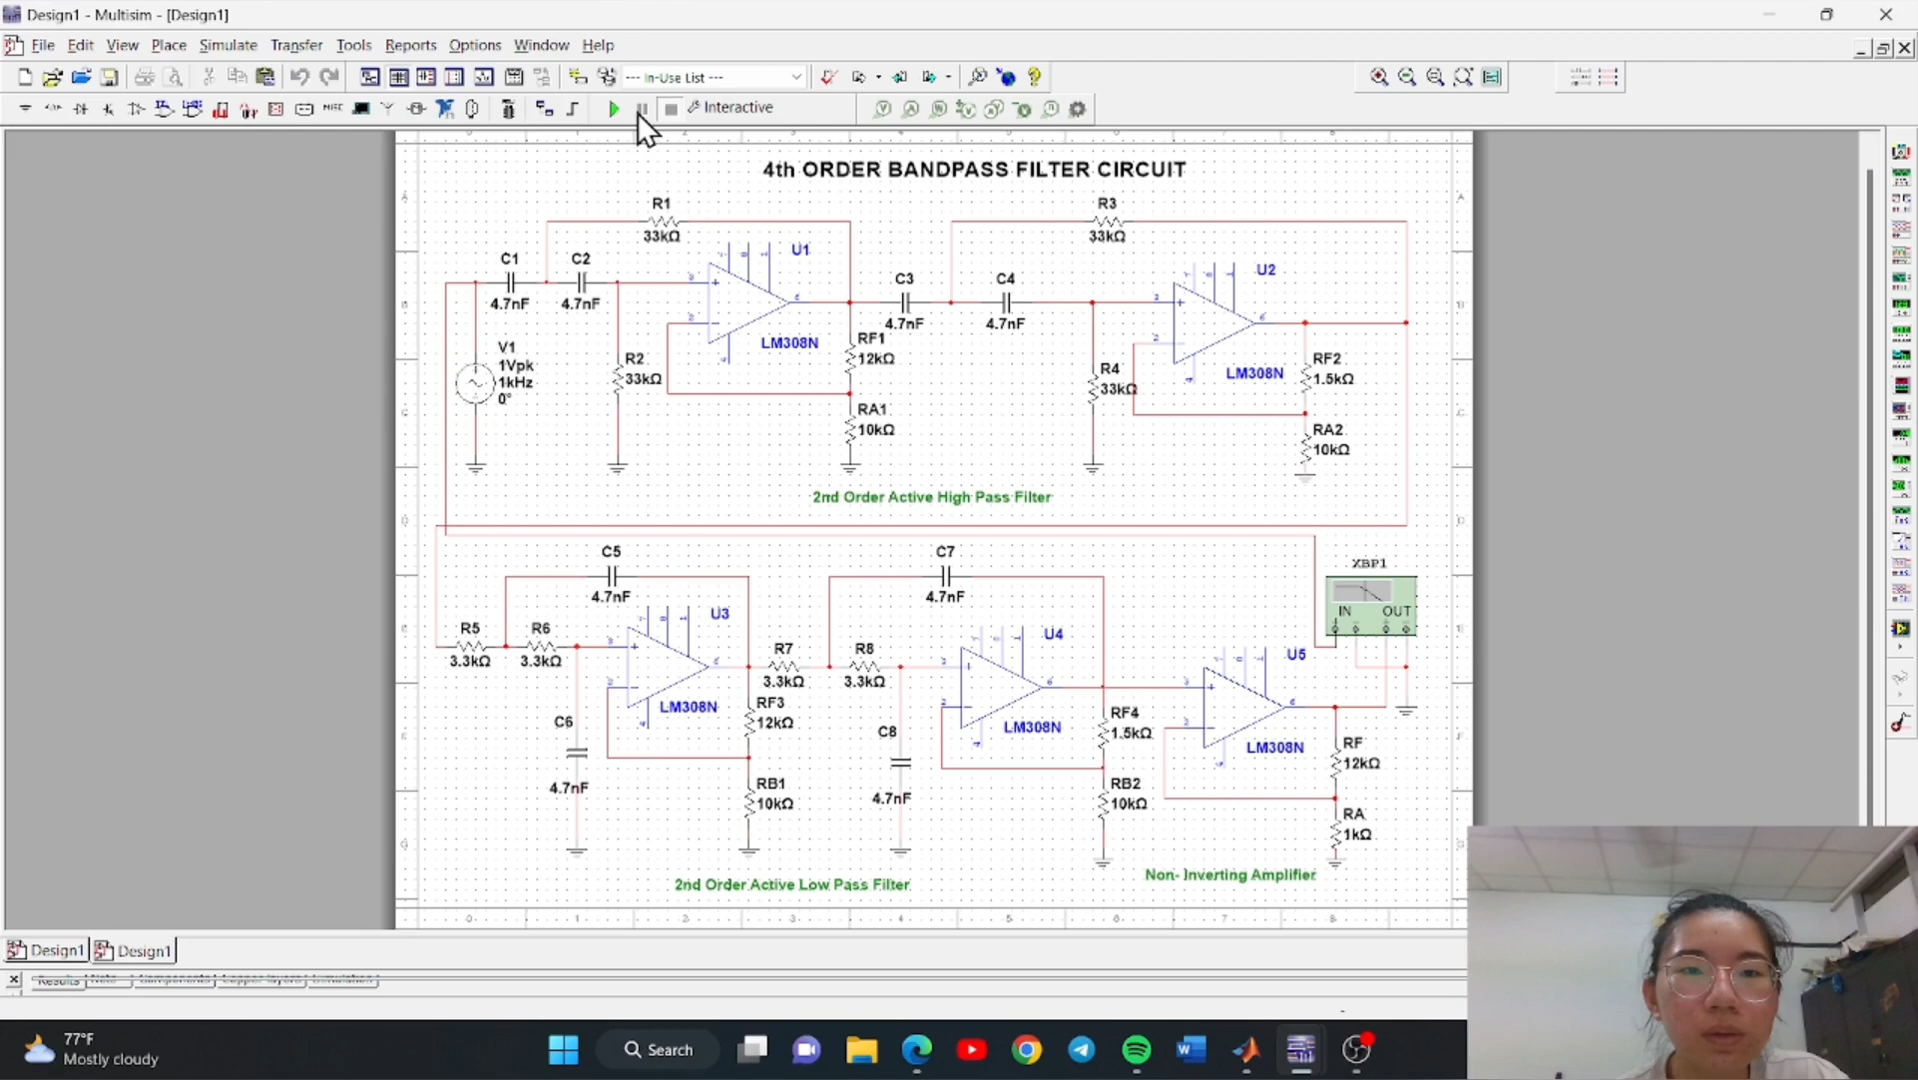 Design1 - Multisim - [Design1]
File Edit View Place Simulate Transfer Tools Reports Options Window Help
--- In-Use List ---
Interactive
4th ORDER BANDPASS FILTER CIRCUIT
R1
33kΩ
R3
33kΩ
C1
4.7nF
C2
4.7nF
U1
LM308N
C3
4.7nF
C4
4.7nF
U2
LM308N
V1
1Vpk
1kHz
0°
R2
33kΩ
RF1
12kΩ
RA1
10kΩ
R4
33kΩ
RF2
1.5kΩ
RA2
10kΩ
2nd Order Active High Pass Filter
C5
4.7nF
C7
4.7nF
XBP1
IN OUT
R5
3.3kΩ
R6
3.3kΩ
U3
LM308N
R7
3.3kΩ
R8
3.3kΩ
U4
LM308N
U5
LM308N
C6
4.7nF
RF3
12kΩ
RB1
10kΩ
C8
4.7nF
RF4
1.5kΩ
RB2
10kΩ
RF
12kΩ
RA
1kΩ
2nd Order Active Low Pass Filter
Non- Inverting Amplifier
Design1 Design1
Results
77°F
Mostly cloudy
Search